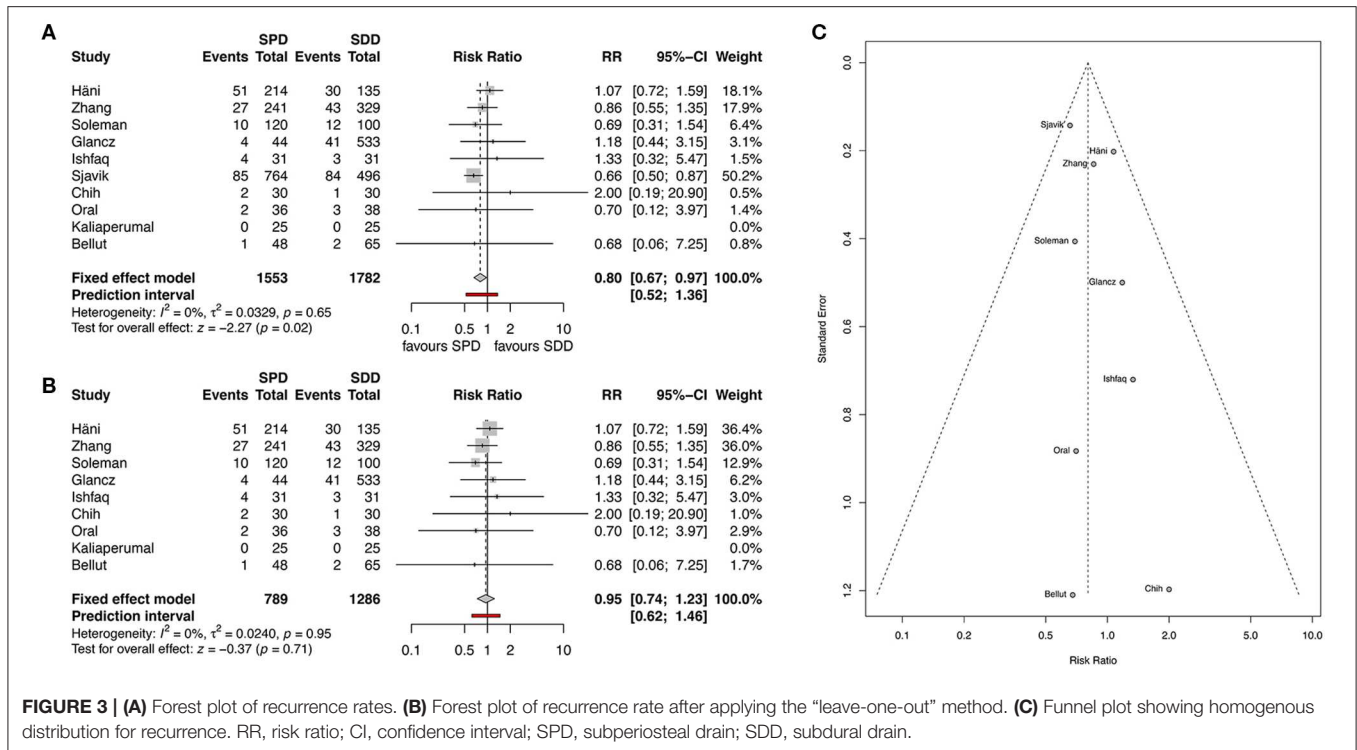 A
SPD SDD
Study Events Total Events Total Risk Ratio RR 95%−CI Weight
Häni 51 214 30 135 1.07 [0.72; 1.59] 18.1%
Zhang 27 241 43 329 0.86 [0.55; 1.35] 17.9%
Soleman 10 120 12 100 0.69 [0.31; 1.54] 6.4%
Glancz 4 44 41 533 1.18 [0.44; 3.15] 3.1%
Ishfaq 4 31 3 31 1.33 [0.32; 5.47] 1.5%
Sjavik 85 764 84 496 0.66 [0.50; 0.87] 50.2%
Chih 2 30 1 30 2.00 [0.19; 20.90] 0.5%
Oral 2 36 3 38 0.70 [0.12; 3.97] 1.4%
Kaliaperumal 0 25 0 25 0.0%
Bellut 1 48 2 65 0.68 [0.06; 7.25] 0.8%
Fixed effect model 1553 1782 0.80 [0.67; 0.97] 100.0%
Prediction interval [0.52; 1.36]
Heterogeneity: I² = 0%, τ² = 0.0329, p = 0.65
Test for overall effect: z = −2.27 (p = 0.02)
0.1 0.5 1 2 10
favours SPD favours SDD
B
SPD SDD
Study Events Total Events Total Risk Ratio RR 95%−CI Weight
Häni 51 214 30 135 1.07 [0.72; 1.59] 36.4%
Zhang 27 241 43 329 0.86 [0.55; 1.35] 36.0%
Soleman 10 120 12 100 0.69 [0.31; 1.54] 12.9%
Glancz 4 44 41 533 1.18 [0.44; 3.15] 6.2%
Ishfaq 4 31 3 31 1.33 [0.32; 5.47] 3.0%
Chih 2 30 1 30 2.00 [0.19; 20.90] 1.0%
Oral 2 36 3 38 0.70 [0.12; 3.97] 2.9%
Kaliaperumal 0 25 0 25 0.0%
Bellut 1 48 2 65 0.68 [0.06; 7.25] 1.7%
Fixed effect model 789 1286 0.95 [0.74; 1.23] 100.0%
Prediction interval [0.62; 1.46]
Heterogeneity: I² = 0%, τ² = 0.0240, p = 0.95
Test for overall effect: z = −0.37 (p = 0.71)
0.1 0.5 1 2 10
C
Standard Error
0.0
0.2
0.4
0.6
0.8
1.0
1.2
Sjavik
Häni
Zhang
Soleman
Glancz
Ishfaq
Oral
Bellut
Chih
0.1 0.2 0.5 1.0 2.0 5.0 10.0
Risk Ratio
FIGURE 3 | (A) Forest plot of recurrence rates. (B) Forest plot of recurrence rate after applying the “leave-one-out” method. (C) Funnel plot showing homogenous
distribution for recurrence. RR, risk ratio; CI, confidence interval; SPD, subperiosteal drain; SDD, subdural drain.